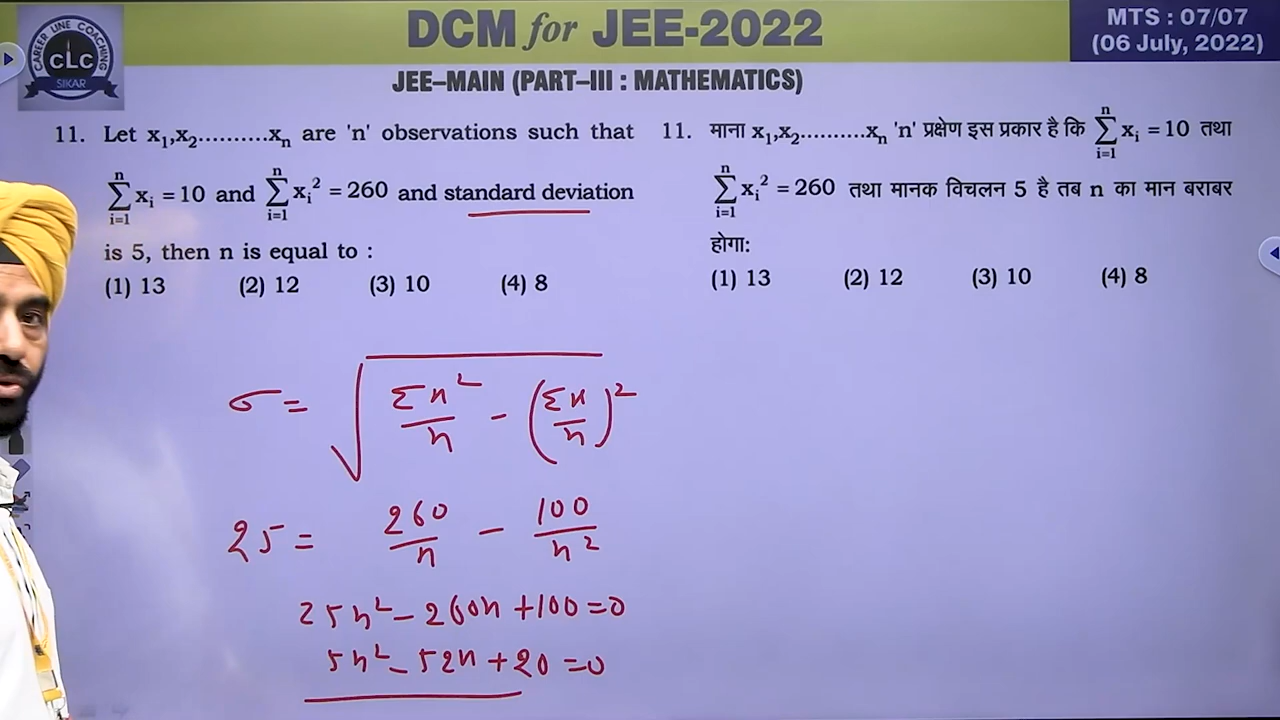 DCM for JEE-2022
MTS : 07/07
(06 July, 2022)
CAREER LINE COACHING
CLC
SIKAR
JEE–MAIN (PART–III : MATHEMATICS)
11. Let x₁,x₂..........xₙ are 'n' observations such that
∑ᵢ₌₁ⁿ xᵢ = 10 and ∑ᵢ₌₁ⁿ xᵢ² = 260 and standard deviation
is 5, then n is equal to :
(1) 13 (2) 12 (3) 10 (4) 8
11. माना x₁,x₂..........xₙ 'n' प्रेक्षण इस प्रकार है कि ∑ᵢ₌₁ⁿ xᵢ = 10 तथा
∑ᵢ₌₁ⁿ xᵢ² = 260 तथा मानक विचलन 5 है तब n का मान बराबर
होगा:
(1) 13 (2) 12 (3) 10 (4) 8
σ = √(Σx²/n - (Σx/n)²)
25 = 260/n - 100/n²
25n² - 260n + 100 = 0
5n² - 52n + 20 = 0